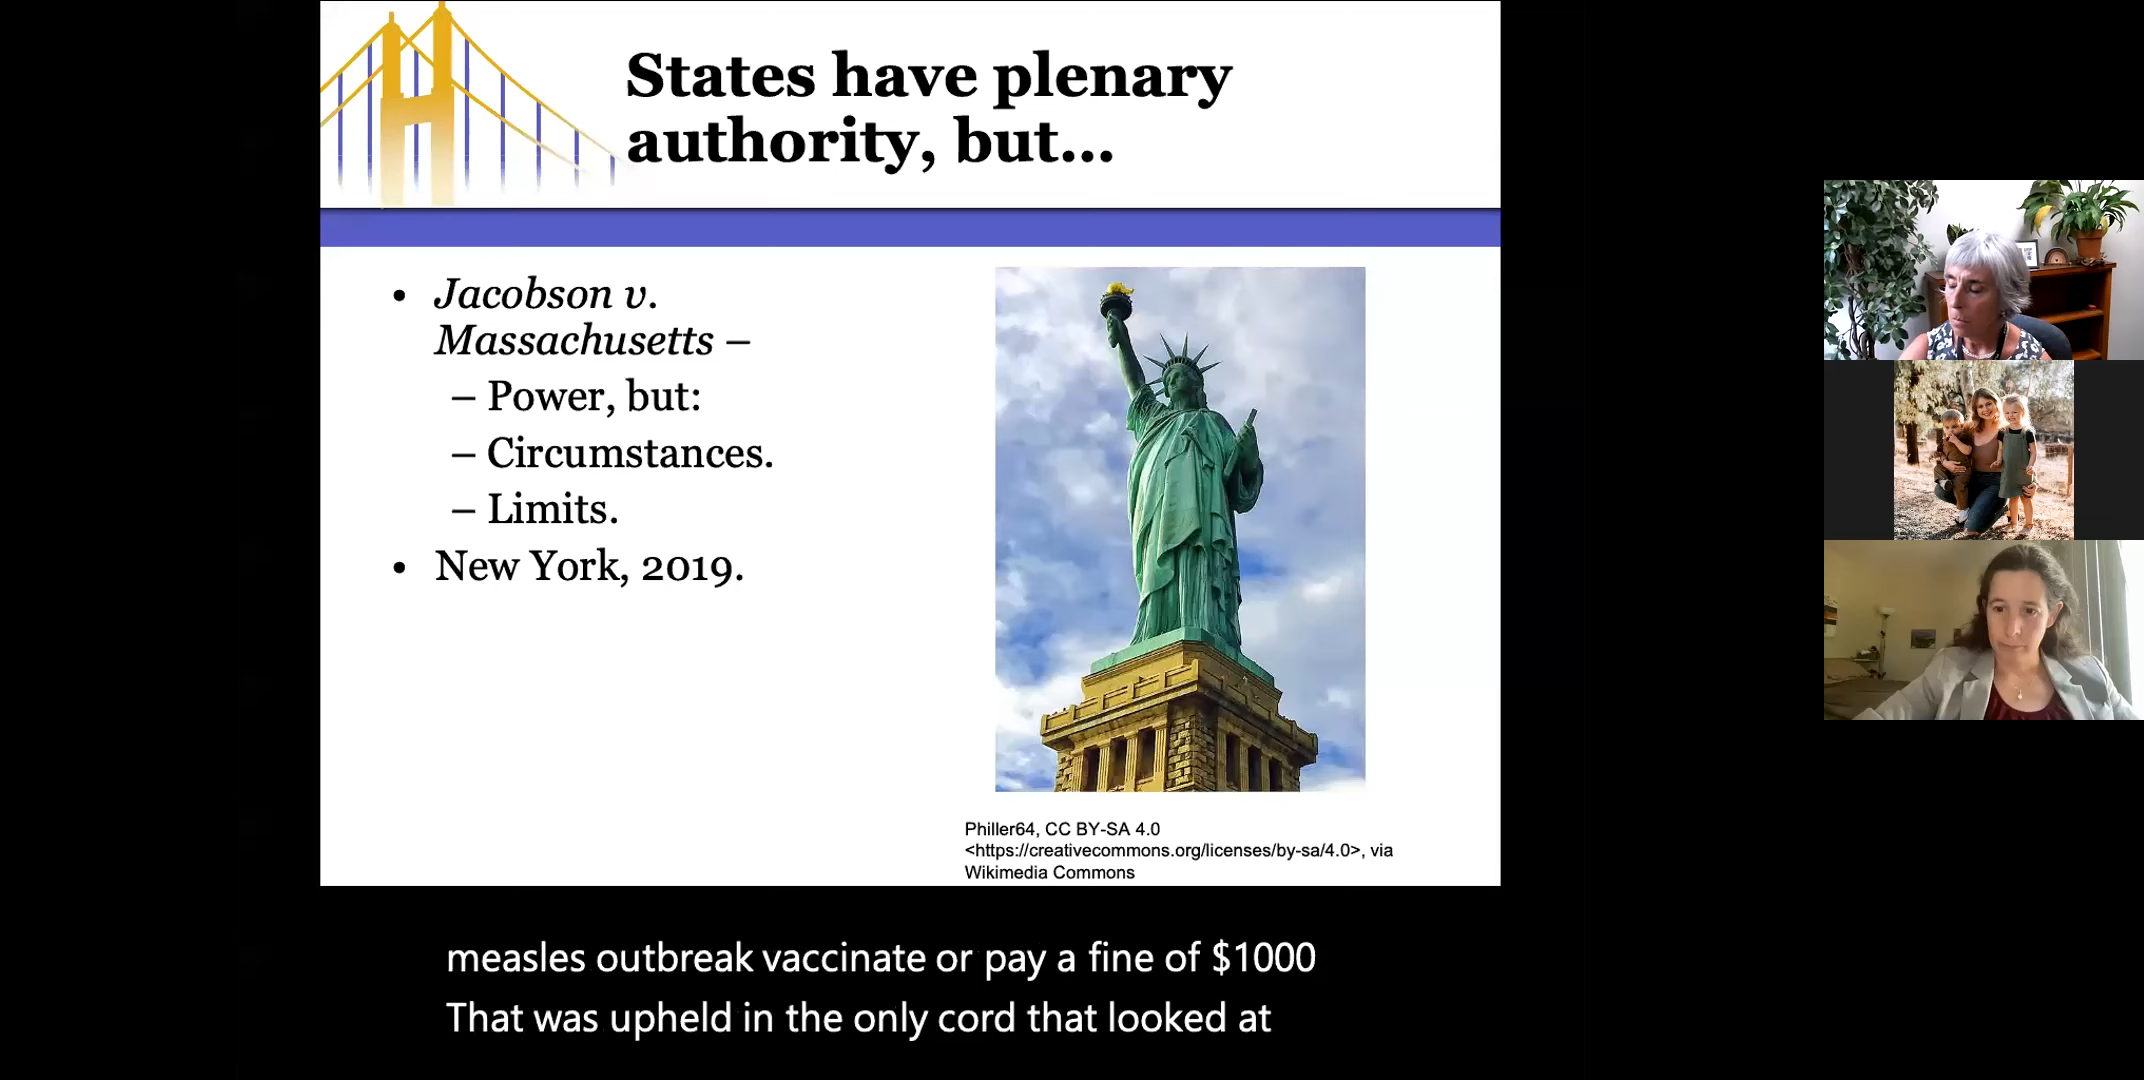 States have plenary
authority, but...
• Jacobson v.
Massachusetts –
– Power, but:
– Circumstances.
– Limits.
• New York, 2019.
Philler64, CC BY-SA 4.0
<https://creativecommons.org/licenses/by-sa/4.0>, via
Wikimedia Commons
measles outbreak vaccinate or pay a fine of $1000
That was upheld in the only cord that looked at